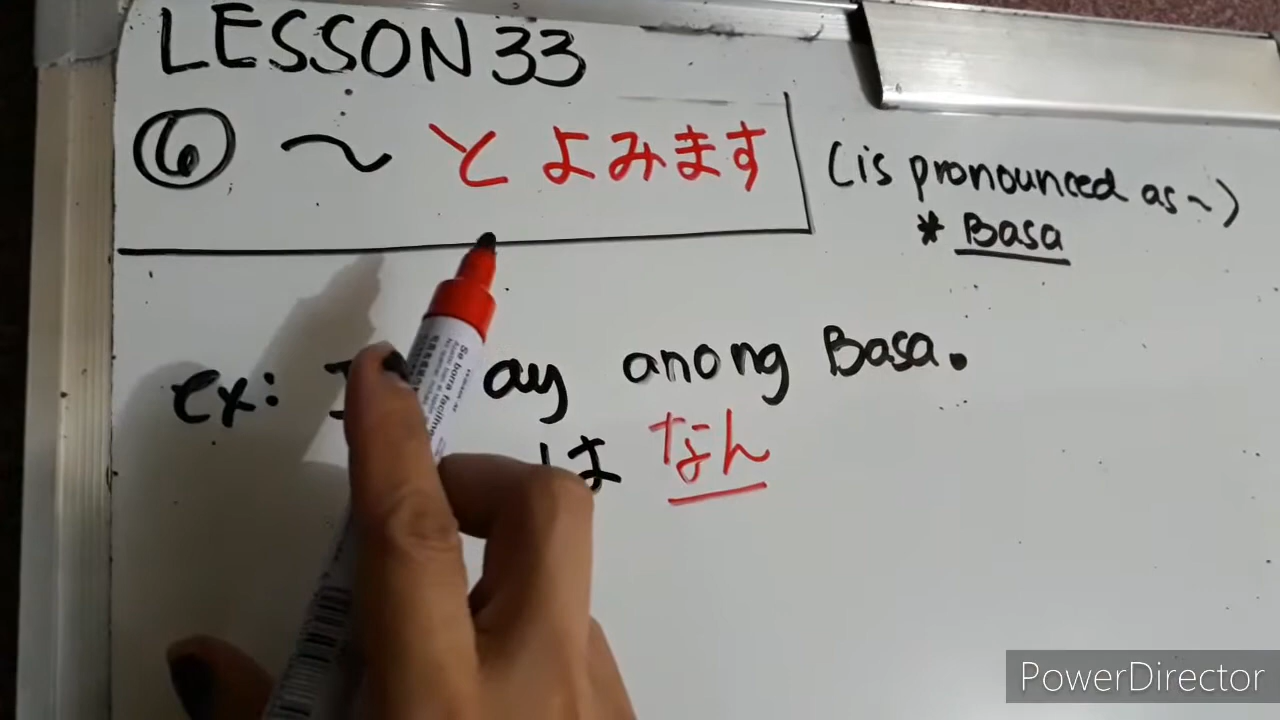 LESSON 33
⑥ ~ と よみます (is pronounced as ~)
* Basa
ex: ay anong Basa.
は なん
PowerDirector